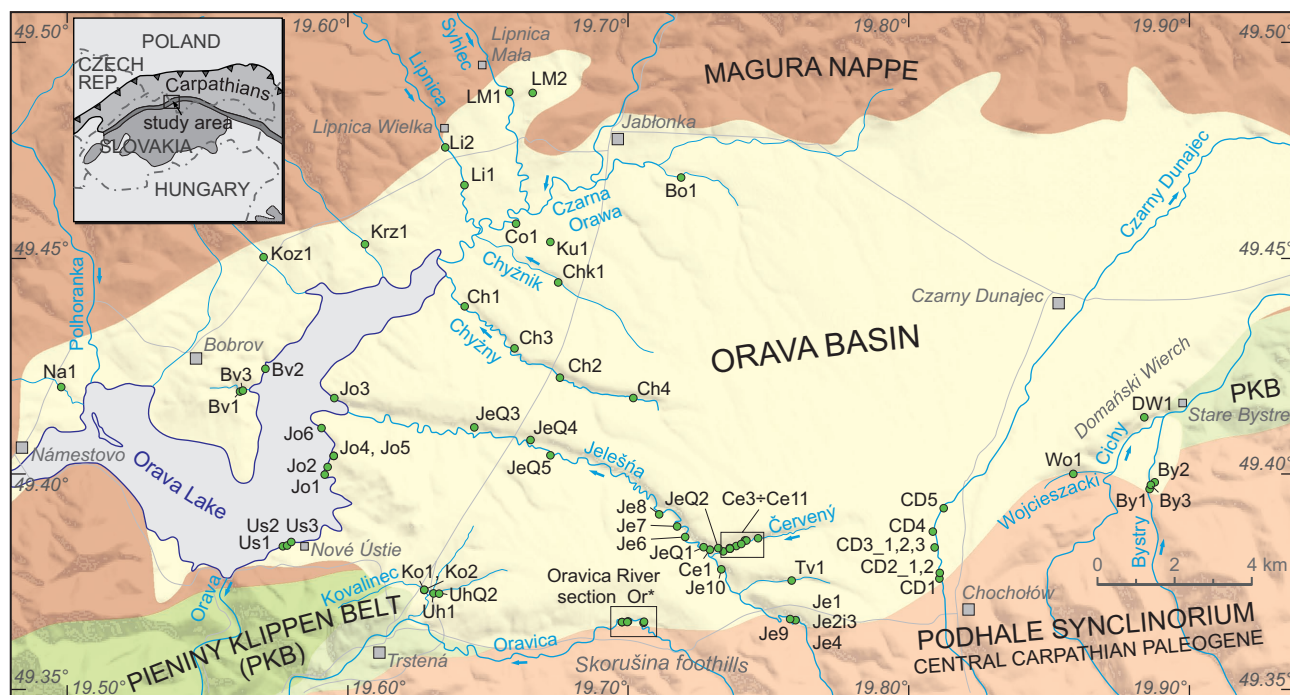 49.50°
19.60°
19.70°
19.80°
19.90°
49.50°
POLAND
CZECH
REP.
Carpathians
study area
SLOVAKIA
HUNGARY
Syhlec
Lipnica
Mała
Lipnica
LM1
LM2
MAGURA NAPPE
Lipnica Wielka
Li2
Jabłonka
Li1
Bo1
Czarna
Orawa
Czarny Dunajec
Polhoranka
Krz1
Koz1
Co1
Ku1
Chk1
Chyżnik
49.45°
49.45°
Ch1
Chyżny
Ch3
Ch2
Ch4
Czarny Dunajec
ORAVA BASIN
Bobrov
Na1
Bv3
Bv1
Bv2
Jo3
JeQ3
JeQ4
JeQ5
Jo6
Jo4, Jo5
Jo2
Jo1
Jelešňa
Námestovo
Orava Lake
49.40°
49.40°
Domański Wierch
DW1
PKB
Stare Bystre
Cichy
Wo1
Wojcieszacki
By2
By1
By3
Bystry
Us2
Us3
Us1
Nové Ústie
Je8
Je7
Je6
JeQ2
JeQ1
Ce3÷Ce11
Červený
Ce1
Je10
Tv1
CD5
CD4
CD3_1,2,3
CD2_1,2
CD1
0
2
4 km
Orava
Kovalinec
Ko1, Ko2
UhQ2
Uh1
Oravica River
section Or*
Je1
Je2i3
Je9
Je4
Chochołów
PIENINY KLIPPEN BELT
(PKB)
Trstená
Oravica
Skorušina foothills
PODHALE SYNCLINORIUM
CENTRAL CARPATHIAN PALEOGENE
49.35°
19.50°
19.60°
19.70°
19.80°
19.90°
49.35°